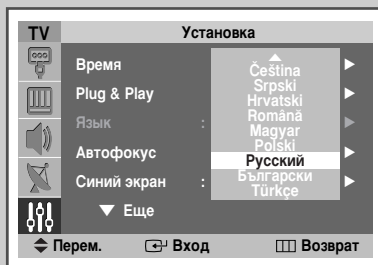 TV Установка
Время
Plug & Play
Язык :
Автофокус
Синий экран :
Еще
Čeština
Srpski
Hrvatski
Română
Magyar
Polski
Русский
Български
Türkçe
Перем. Вход Возврат